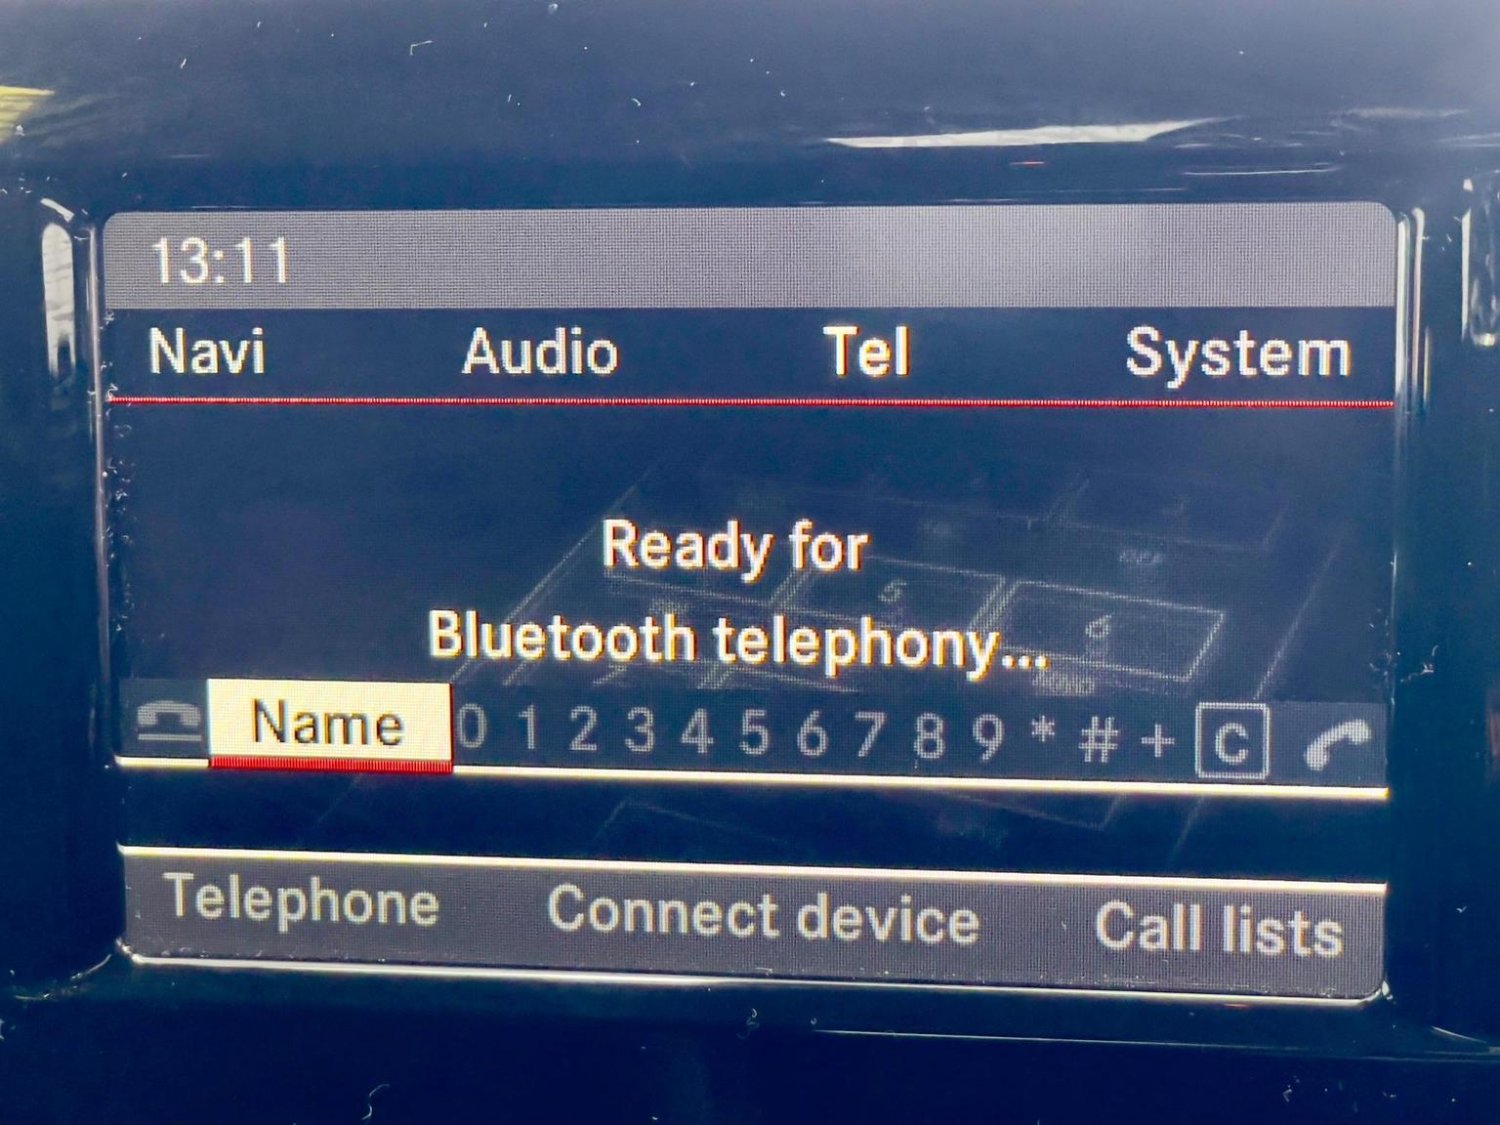 13:11
Navi Audio Tel System
Ready for
Bluetooth telephony...
Name 0 1 2 3 4 5 6 7 8 9 * # + C
Telephone Connect device Call lists